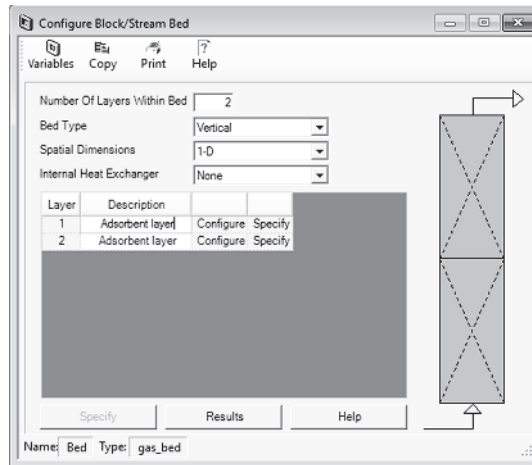 Configure Block/Stream Bed
Variables Copy Print Help
Number Of Layers Within Bed 2
Bed Type Vertical
Spatial Dimensions 1-D
Internal Heat Exchanger None
Layer Description
1 Adsorbent layer Configure Specify
2 Adsorbent layer Configure Specify
Specify Results Help
Name: Bed Type: gas_bed